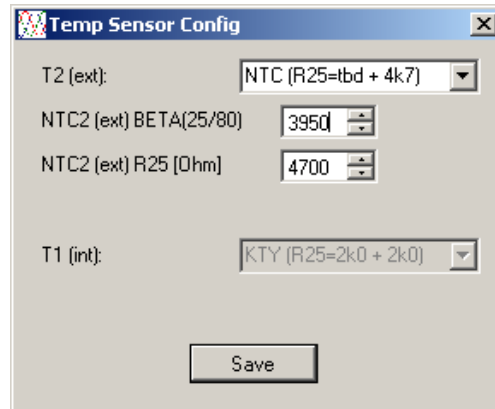 Temp Sensor Config
T2 (ext): NTC (R25=tbd + 4k7)
NTC2 (ext) BETA(25/80) 3950
NTC2 (ext) R25 [Ohm] 4700
T1 (int): KTY (R25=2k0 + 2k0)
Save